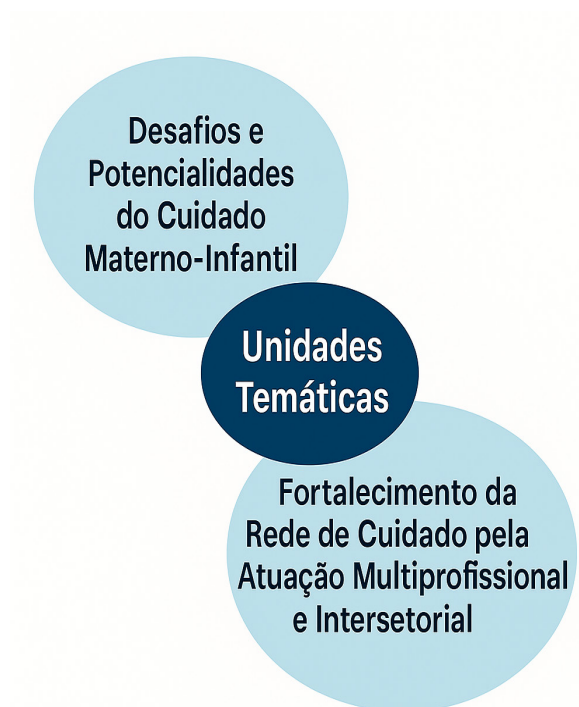 Desafios e
Potencialidades
do Cuidado
Materno-Infantil
Unidades
Temáticas
Fortalecimento da
Rede de Cuidado pela
Atuação Multiprofissional
e Intersetorial